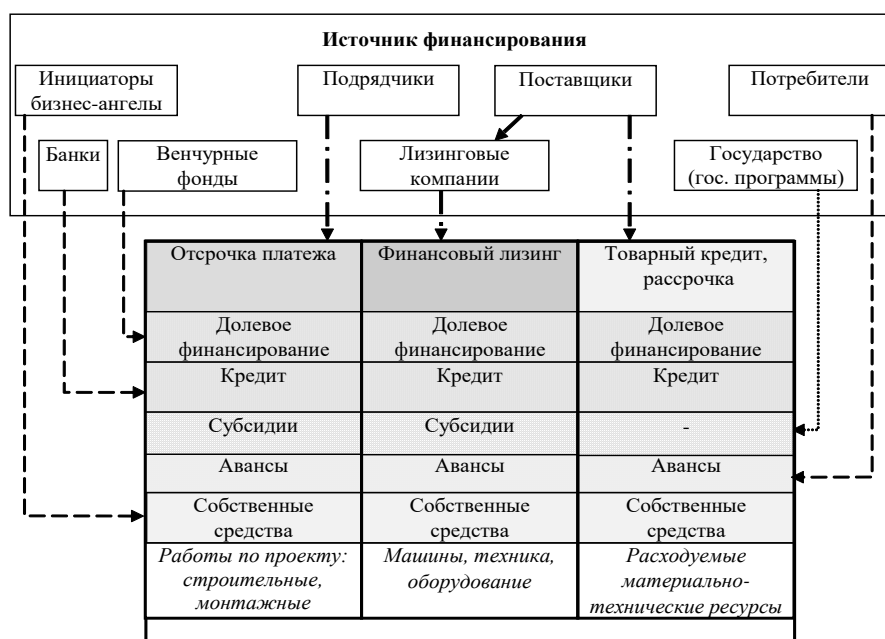 Источник финансирования
Инициаторы
бизнес-ангелы
Подрядчики
Поставщики
Потребители
Банки
Венчурные
фонды
Лизинговые
компании
Государство
(гос. программы)
Отсрочка платежа
Финансовый лизинг
Товарный кредит,
рассрочка
Долевое
финансирование
Долевое
финансирование
Долевое
финансирование
Кредит
Кредит
Кредит
Субсидии
Субсидии
-
Авансы
Авансы
Авансы
Собственные
средства
Собственные
средства
Собственные
средства
Работы по проекту:
строительные,
монтажные
Машины, техника,
оборудование
Расходуемые
материально-
технические ресурсы